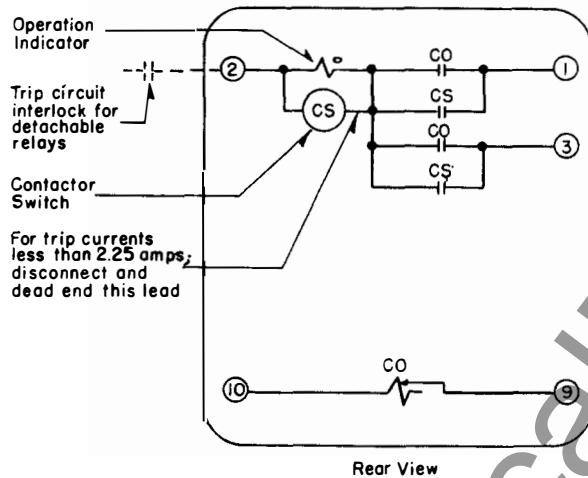 Operation
Indicator
2
CO
1
Trip circuit
interlock for
detachable
relays
CS
CS
CO
3
CS
Contactor
Switch
For trip currents
less than 2.25 amps;
disconnect and
dead end this lead
CO
10
9
Rear View